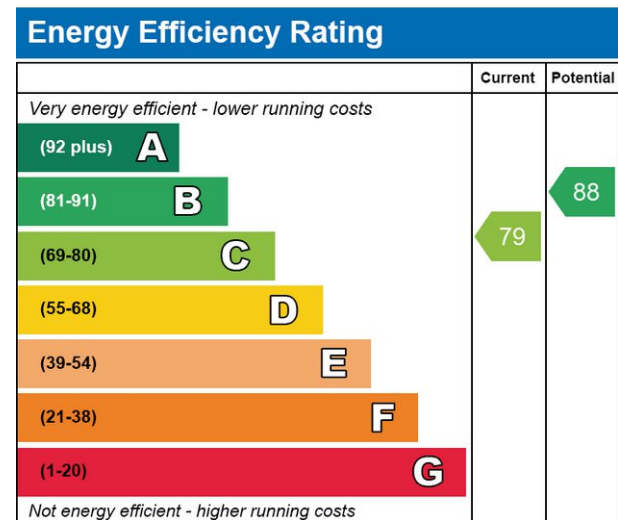 Energy Efficiency Rating
Current Potential
Very energy efficient - lower running costs
(92 plus) A
(81-91) B
88
(69-80) C
79
(55-68) D
(39-54) E
(21-38) F
(1-20) G
Not energy efficient - higher running costs